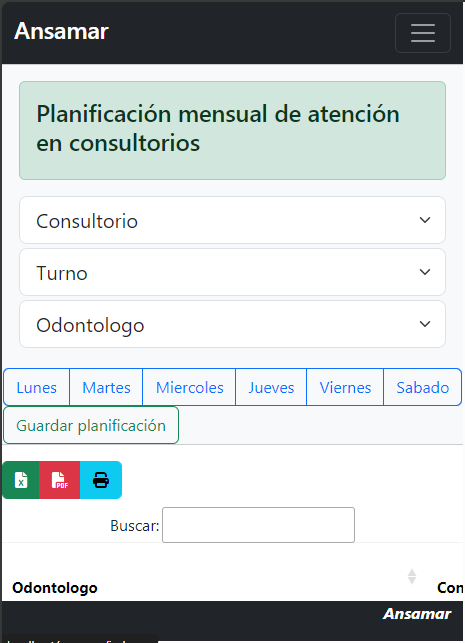 Ansamar
Planificación mensual de atención
en consultorios
Consultorio
Turno
Odontologo
Lunes Martes Miercoles Jueves Viernes Sabado
Guardar planificación
PDF
Buscar:
Odontologo Con
Ansamar